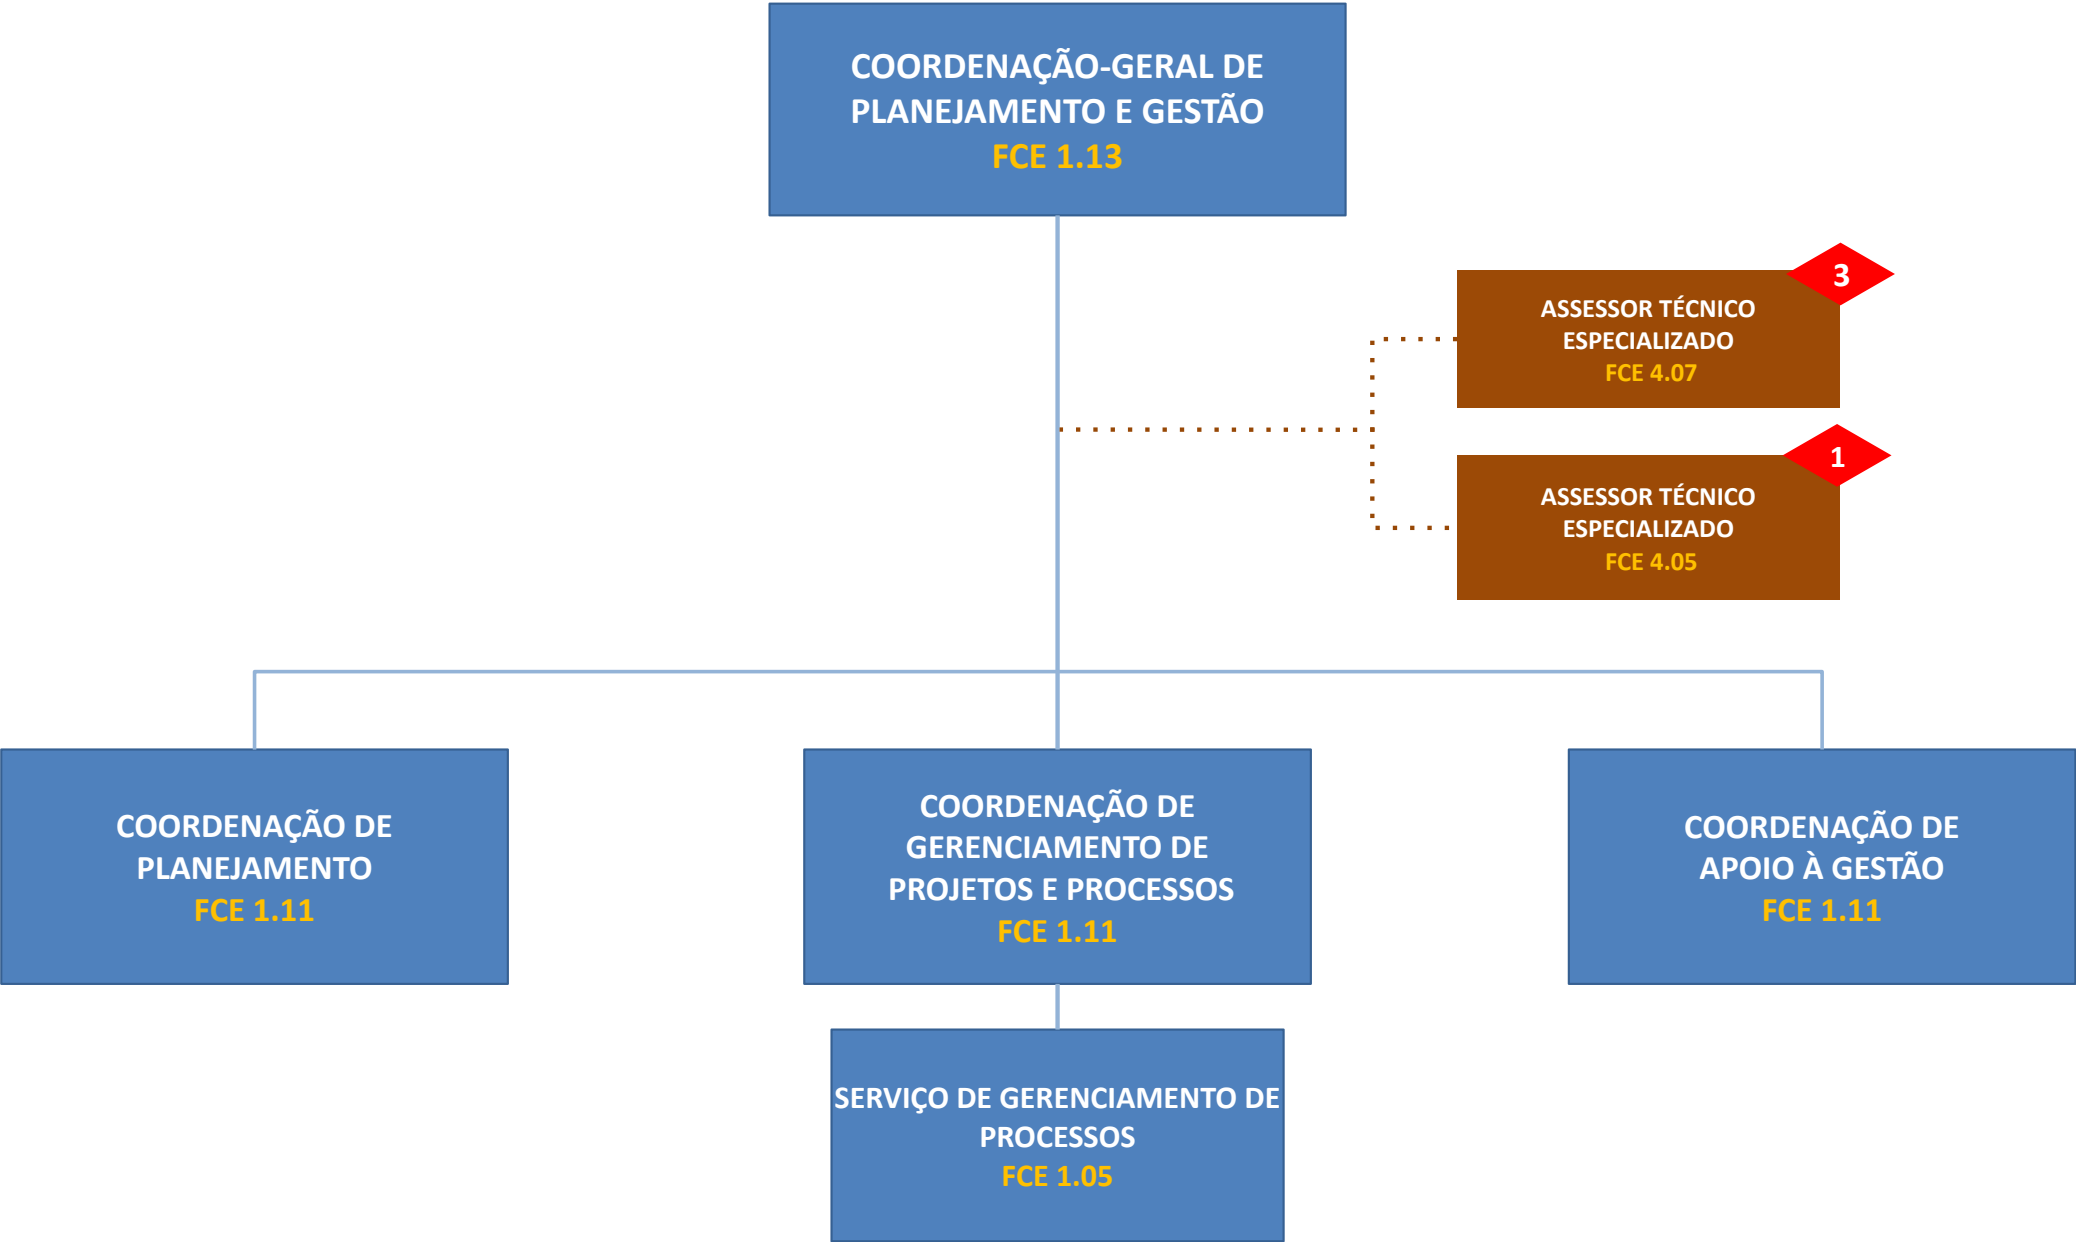 COORDENAÇÃO-GERAL DE
PLANEJAMENTO E GESTÃO
FCE 1.13
3
ASSESSOR TÉCNICO
ESPECIALIZADO
FCE 4.07
1
ASSESSOR TÉCNICO
ESPECIALIZADO
FCE 4.05
COORDENAÇÃO DE
PLANEJAMENTO
FCE 1.11
COORDENAÇÃO DE
GERENCIAMENTO DE
PROJETOS E PROCESSOS
FCE 1.11
COORDENAÇÃO DE
APOIO À GESTÃO
FCE 1.11
SERVIÇO DE GERENCIAMENTO DE
PROCESSOS
FCE 1.05